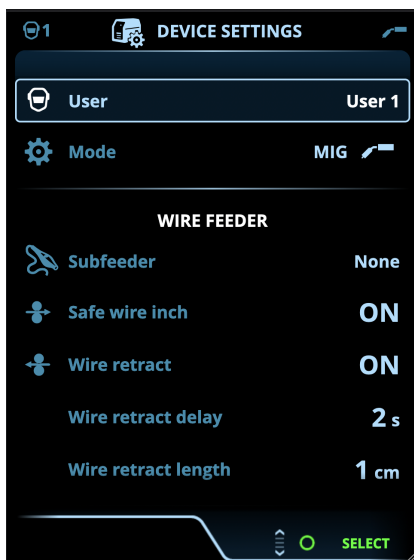 1 DEVICE SETTINGS
User User 1
Mode MIG
WIRE FEEDER
Subfeeder None
Safe wire inch ON
Wire retract ON
Wire retract delay 2 s
Wire retract length 1 cm
SELECT